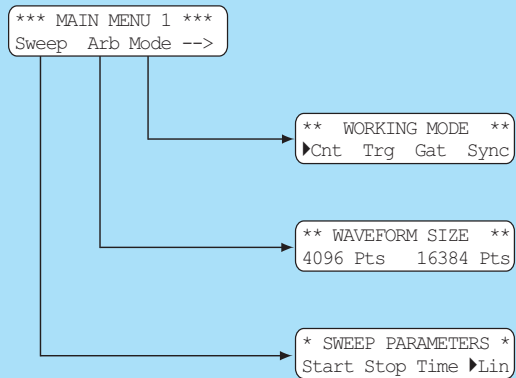 *** MAIN MENU 1 ***
Sweep Arb Mode -->
** WORKING MODE **
▶Cnt Trg Gat Sync
** WAVEFORM SIZE **
4096 Pts 16384 Pts
* SWEEP PARAMETERS *
Start Stop Time ▶Lin